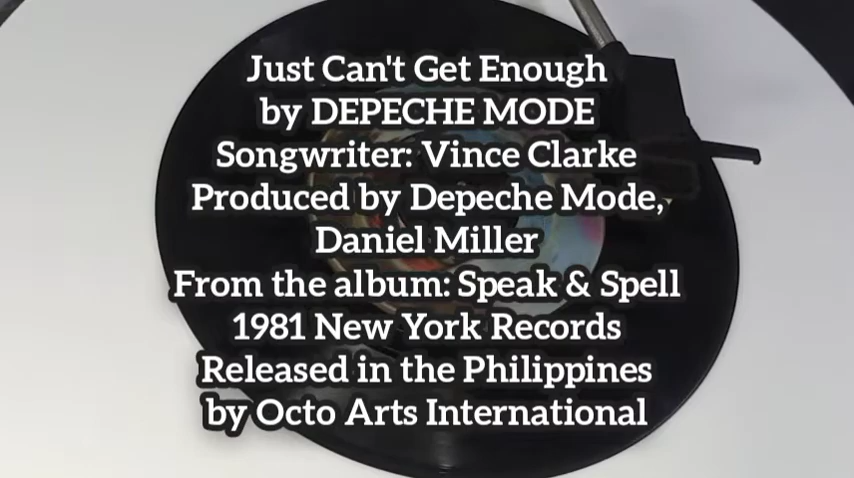 Just Can't Get Enough
by DEPECHE MODE
Songwriter: Vince Clarke
Produced by Depeche Mode,
Daniel Miller
From the album: Speak & Spell
1981 New York Records
Released in the Philippines
by Octo Arts International